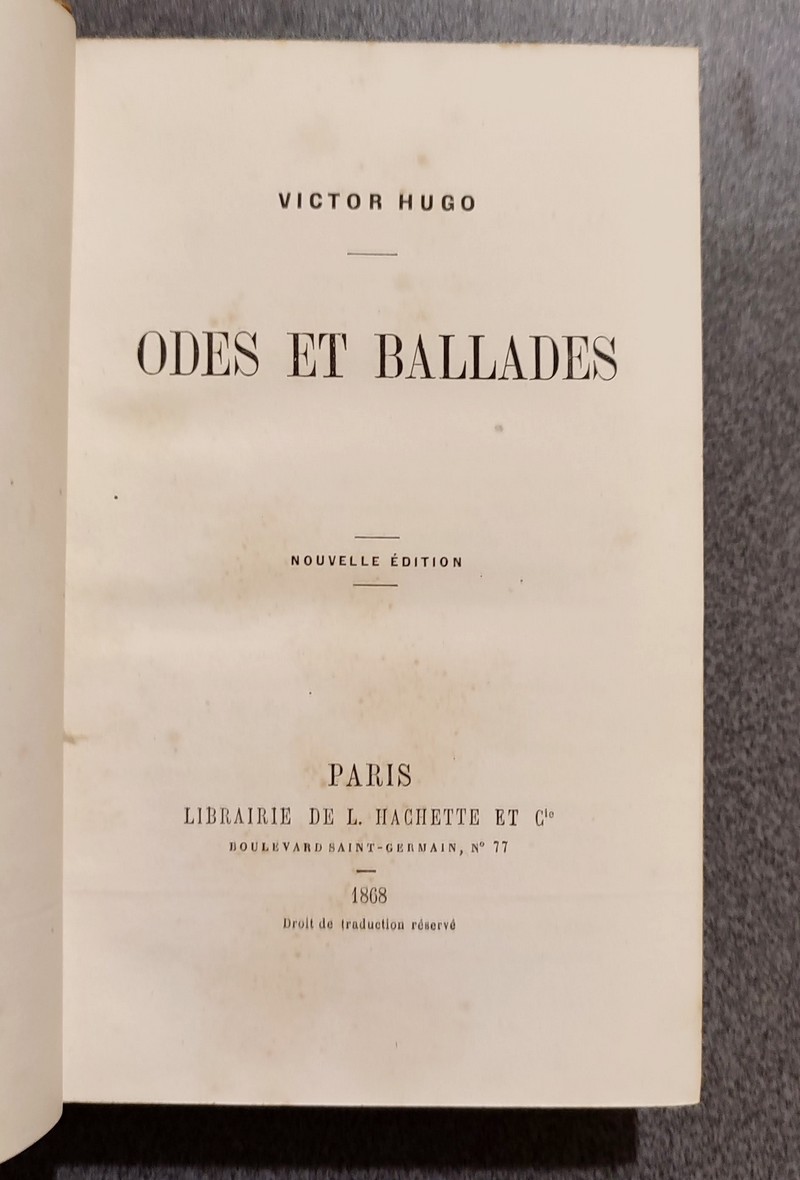 VICTOR HUGO
ODES ET BALLADES
NOUVELLE ÉDITION
PARIS
LIBRAIRIE DE L. HACHETTE ET Cie
BOULEVARD SAINT-GERMAIN, No 77
1868
Droit de traduction réservé